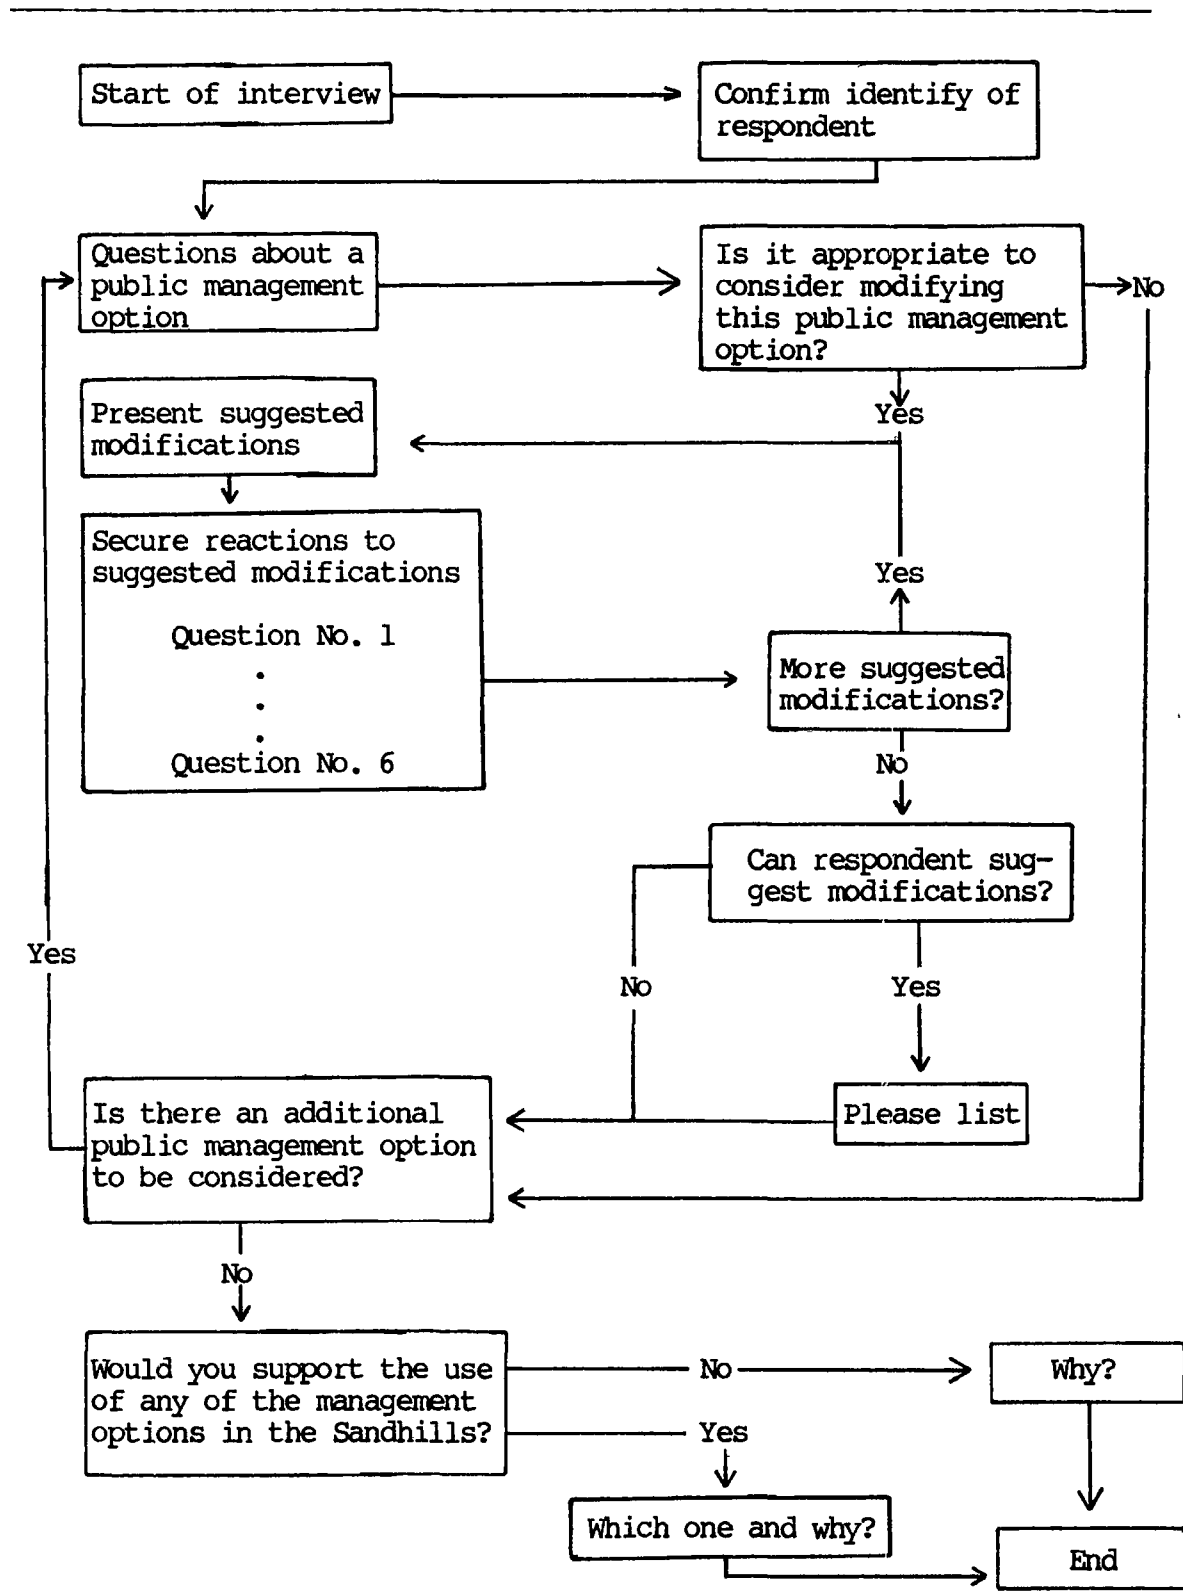 Start of interview
Confirm identify of
respondent
Questions about a
public management
option
Is it appropriate to
consider modifying
this public management
option?
No
Yes
Present suggested
modifications
Secure reactions to
suggested modifications
Question No. 1
.
.
.
Question No. 6
Yes
More suggested
modifications?
No
Can respondent sug-
gest modifications?
Yes
No
Yes
Please list
Is there an additional
public management option
to be considered?
No
Would you support the use
of any of the management
options in the Sandhills?
No
Why?
Yes
Which one and why?
End